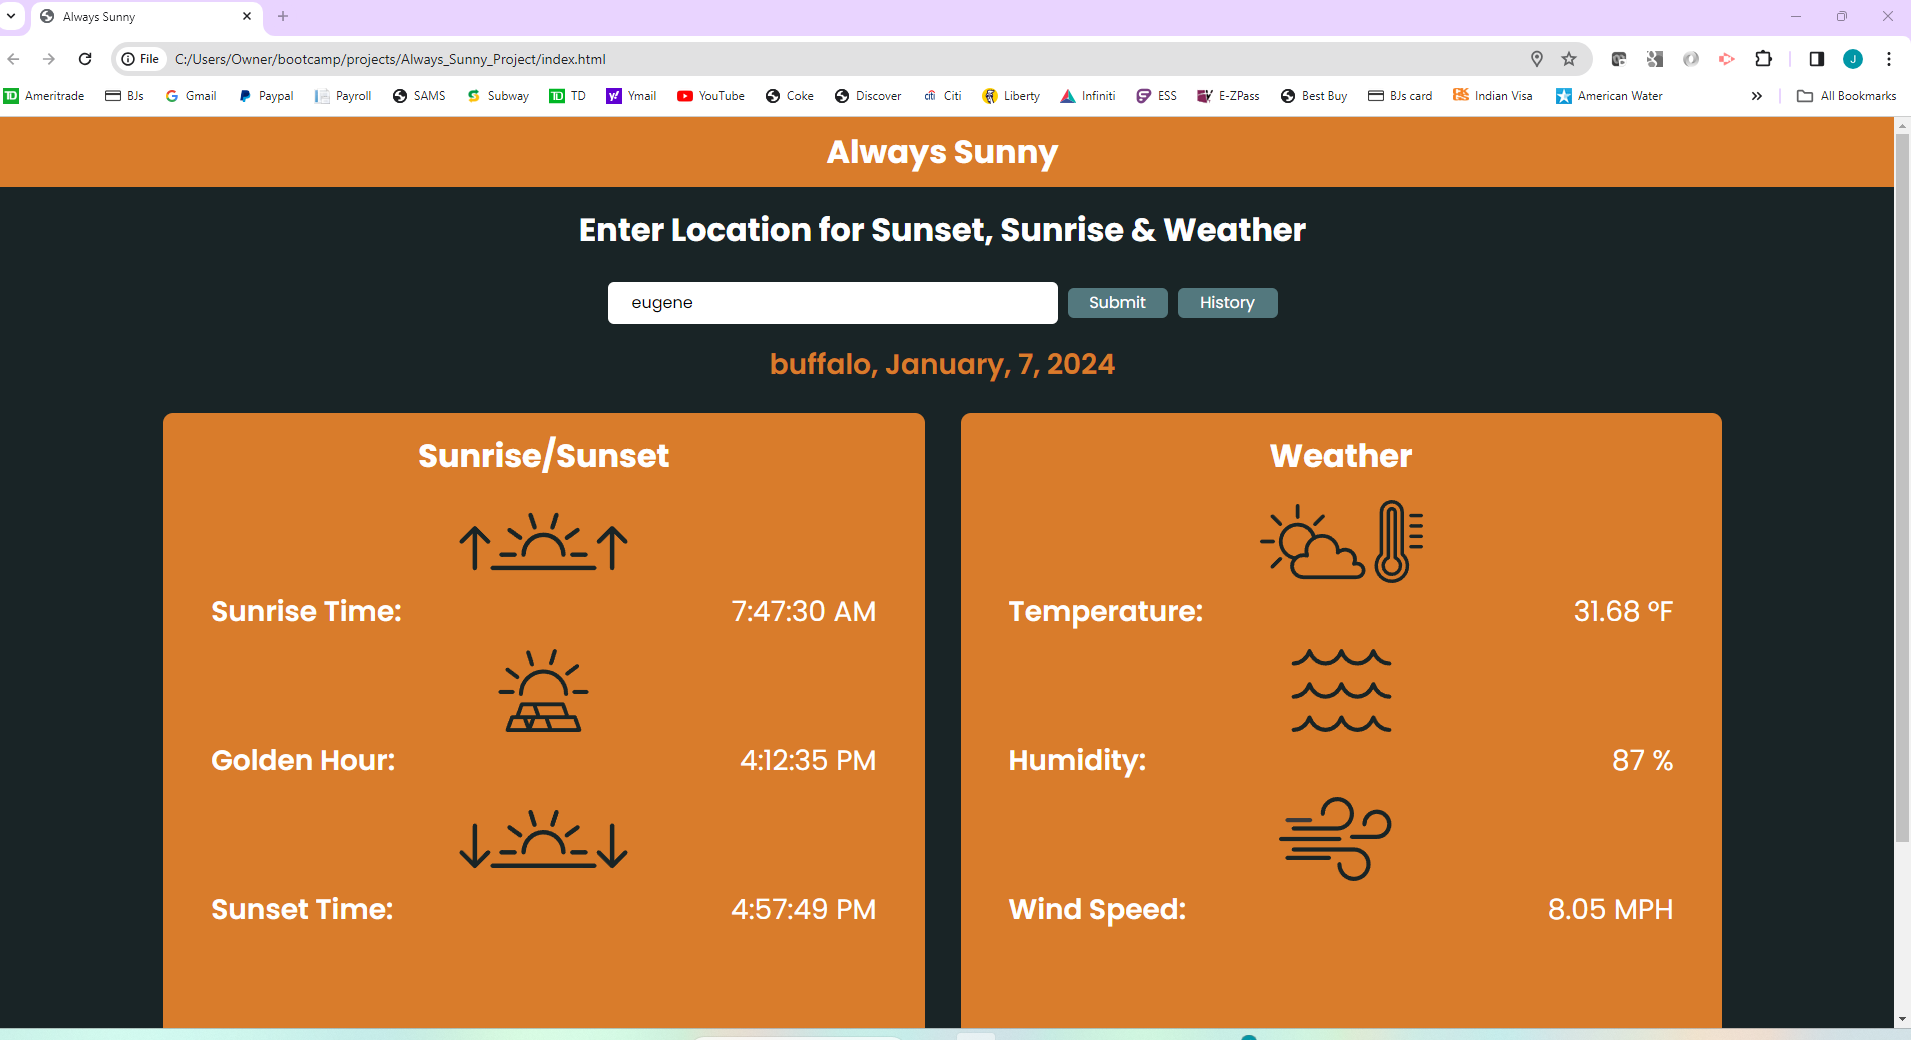 Always Sunny
File C:/Users/Owner/bootcamp/projects/Always_Sunny_Project/index.html J
TD Ameritrade BJs Gmail Paypal Payroll SAMS Subway TD TD y! Ymail YouTube Coke Discover citi Citi Liberty Infiniti ESS E-ZPass Best Buy BJs card Indian Visa American Water » All Bookmarks
Always Sunny
Enter Location for Sunset, Sunrise & Weather
eugene Submit History
buffalo, January, 7, 2024
Sunrise/Sunset
Sunrise Time: 7:47:30 AM
Golden Hour: 4:12:35 PM
Sunset Time: 4:57:49 PM
Weather
Temperature: 31.68 °F
Humidity: 87 %
Wind Speed: 8.05 MPH